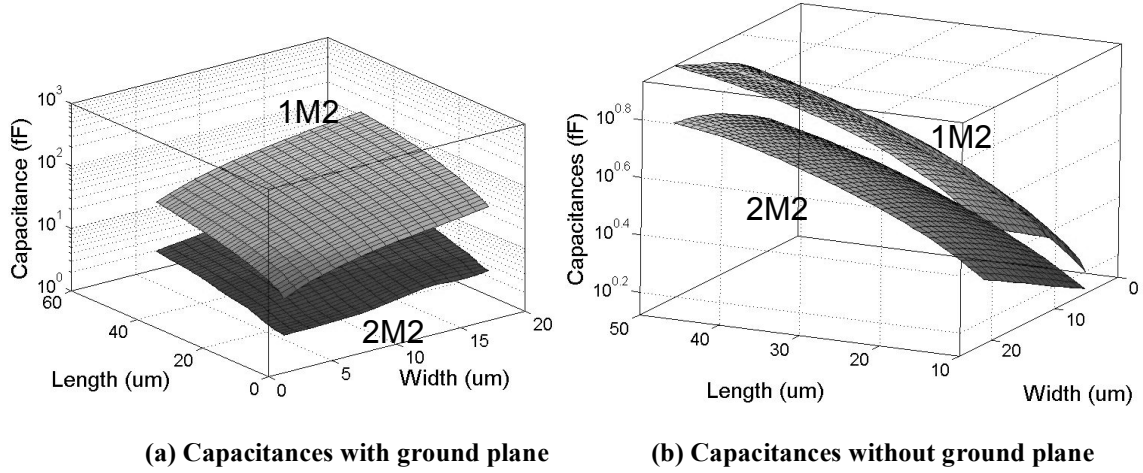 10^3
10^2
10^1
10^0
Capacitance (fF)
1M2
2M2
60
40
20
0
Length (um)
0
5
10
15
20
Width (um)
10^0.8
10^0.6
10^0.4
10^0.2
Capacitances (fF)
1M2
2M2
50
40
30
20
10
Length (um)
20
10
0
Width (um)
(a) Capacitances with ground plane
(b) Capacitances without ground plane